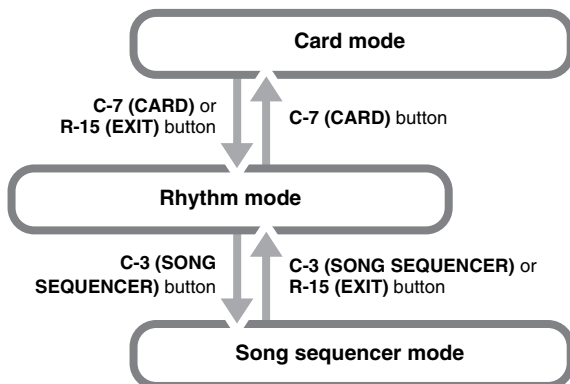 Card mode
C-7 (CARD) or
R-15 (EXIT) button
C-7 (CARD) button
Rhythm mode
C-3 (SONG
SEQUENCER) button
C-3 (SONG SEQUENCER) or
R-15 (EXIT) button
Song sequencer mode